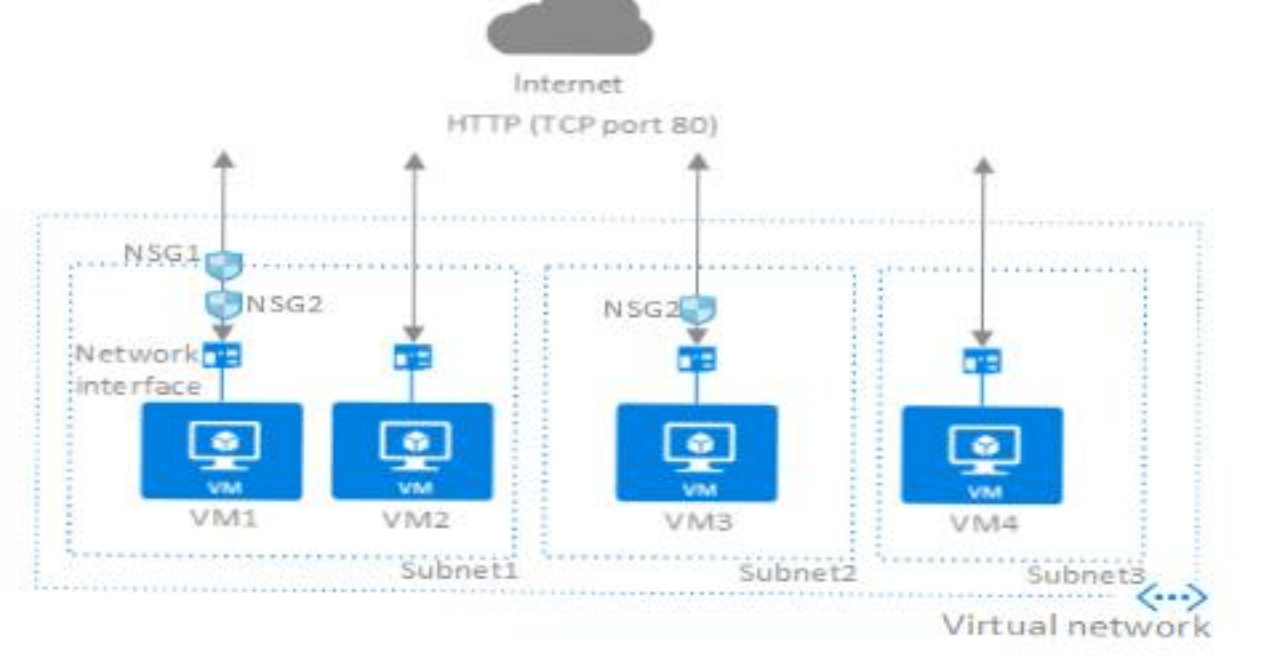 Internet
HTTP (TCP port 80)
NSG1
NSG2
NSG2
Network
interface
VM
VM
VM
VM
VM1
VM2
VM3
VM4
Subnet1
Subnet2
Subnet3
Virtual network